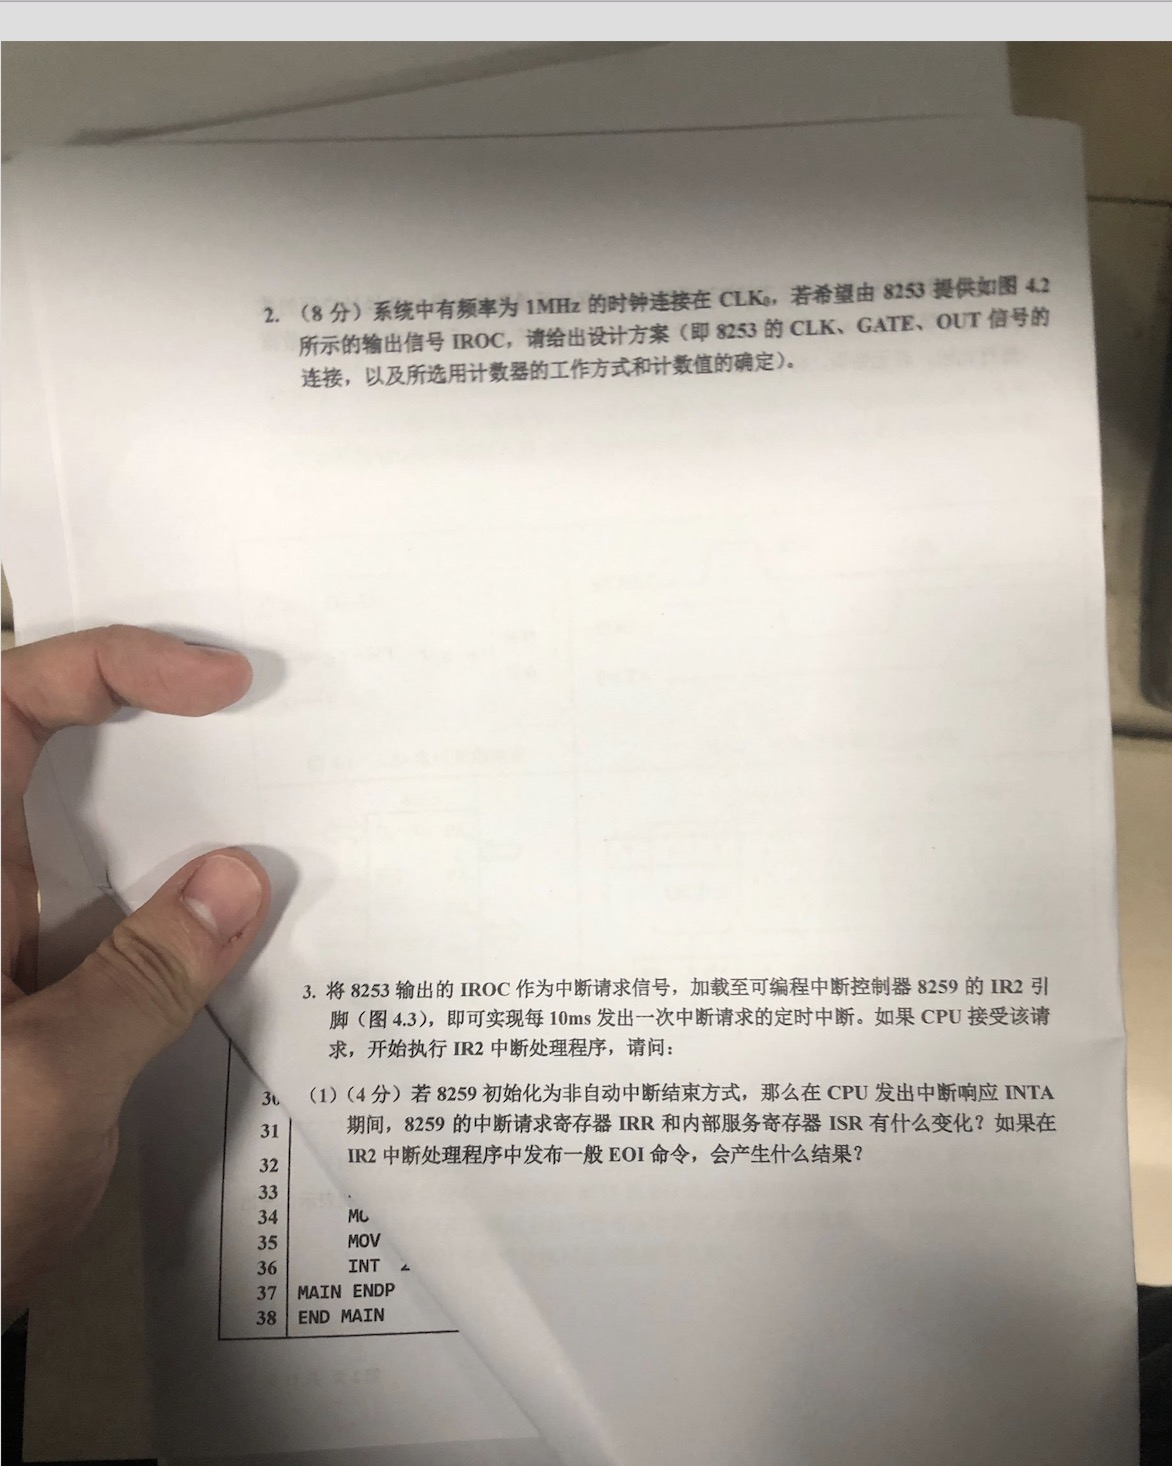 2. （8 分）系统中有频率为 1MHz 的时钟连接在 CLK₀，若希望由 8253 提供如图 4.2
所示的输出信号 IROC，请给出设计方案（即 8253 的 CLK、GATE、OUT 信号的
连接，以及所选用计数器的工作方式和计数值的确定）。
3. 将 8253 输出的 IROC 作为中断请求信号，加载至可编程中断控制器 8259 的 IR2 引
脚（图 4.3），即可实现每 10ms 发出一次中断请求的定时中断。如果 CPU 接受该请
求，开始执行 IR2 中断处理程序，请问：
（1）（4 分）若 8259 初始化为非自动中断结束方式，那么在 CPU 发出中断响应 INTA
期间，8259 的中断请求寄存器 IRR 和内部服务寄存器 ISR 有什么变化？如果在
IR2 中断处理程序中发布一般 EOI 命令，会产生什么结果？
31
32
33
34
35 MOV
36 INT
37 MAIN ENDP
38 END MAIN